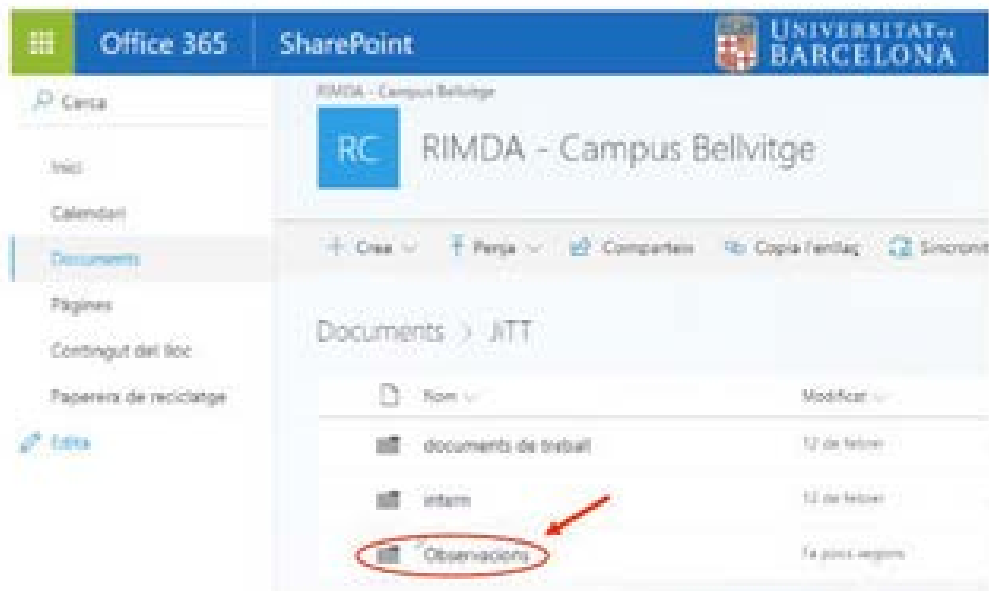 Office 365
SharePoint
UNIVERSITAT DE
BARCELONA
Cerca
Inici
Calendari
Documents
Pàgines
Contingut del lloc
Paperera de reciclatge
Edita
RIMDA - Campus Bellvitge
RC
RIMDA - Campus Bellvitge
Crea
Penja
Comparteix
Copia l'enllaç
Sincronit
Documents > JiTT
Nom
Modificat
documents de treball
12 de febrer
intern
12 de febrer
Observacions
Fa pocs segons